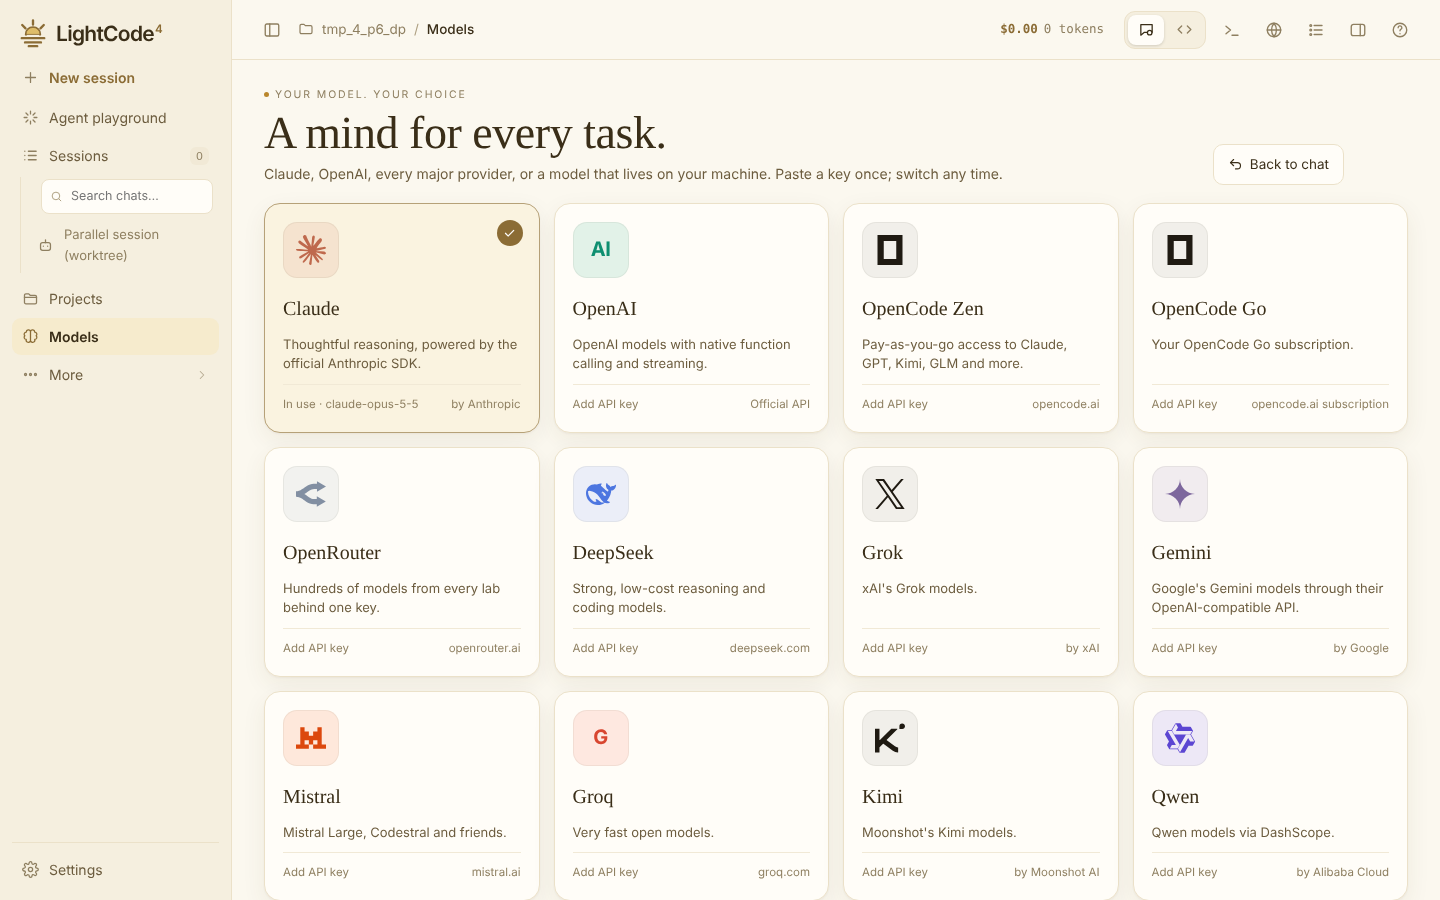 LightCode4
New session
Agent playground
Sessions 0
Search chats...
Parallel session
(worktree)
Projects
Models
More
Settings
tmp_4_p6_dp / Models
$0.00 0 tokens
YOUR MODEL. YOUR CHOICE
A mind for every task.
Claude, OpenAI, every major provider, or a model that lives on your machine. Paste a key once; switch any time.
Back to chat
Claude
Thoughtful reasoning, powered by the
official Anthropic SDK.
In use · claude-opus-5-5 by Anthropic
AI
OpenAI
OpenAI models with native function
calling and streaming.
Add API key Official API
OpenCode Zen
Pay-as-you-go access to Claude,
GPT, Kimi, GLM and more.
Add API key opencode.ai
OpenCode Go
Your OpenCode Go subscription.
Add API key opencode.ai subscription
OpenRouter
Hundreds of models from every lab
behind one key.
Add API key openrouter.ai
DeepSeek
Strong, low-cost reasoning and
coding models.
Add API key deepseek.com
Grok
xAI's Grok models.
Add API key by xAI
Gemini
Google's Gemini models through their
OpenAI-compatible API.
Add API key by Google
Mistral
Mistral Large, Codestral and friends.
Add API key mistral.ai
G
Groq
Very fast open models.
Add API key groq.com
Kimi
Moonshot's Kimi models.
Add API key by Moonshot AI
Qwen
Qwen models via DashScope.
Add API key by Alibaba Cloud